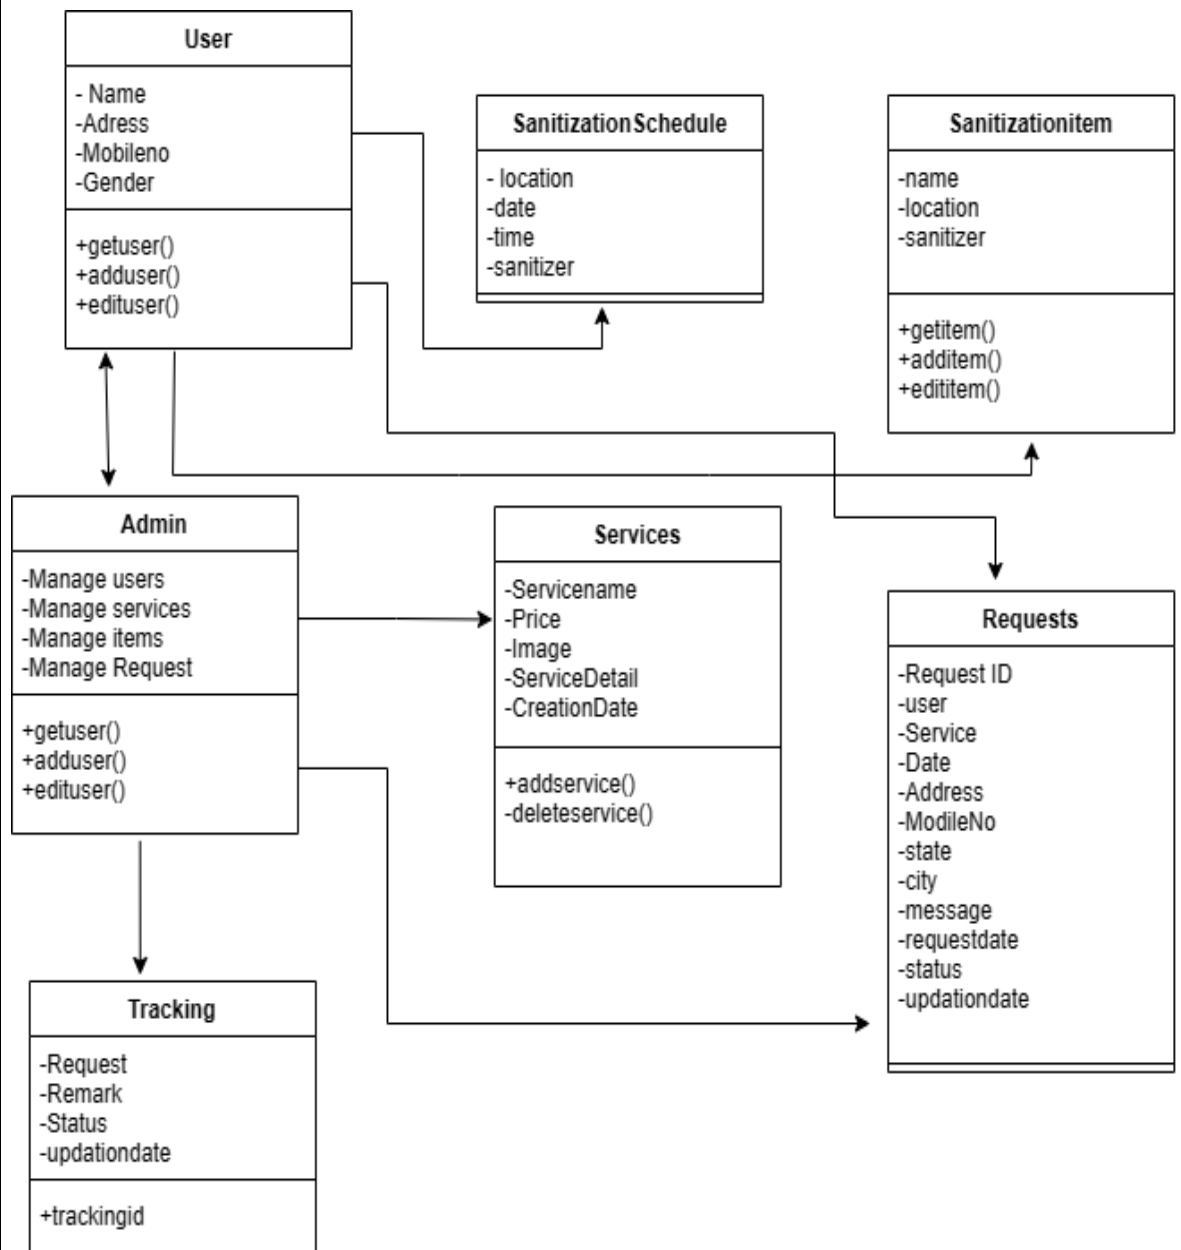 User
- Name
-Adress
-Mobileno
-Gender
+getuser()
+adduser()
+edituser()
SanitizationSchedule
- location
-date
-time
-sanitizer
Sanitizationitem
-name
-location
-sanitizer
+getitem()
+additem()
+edititem()
Admin
-Manage users
-Manage services
-Manage items
-Manage Request
+getuser()
+adduser()
+edituser()
Services
-Servicename
-Price
-Image
-ServiceDetail
-CreationDate
+addservice()
-deleteservice()
Requests
-Request ID
-user
-Service
-Date
-Address
-ModileNo
-state
-city
-message
-requestdate
-status
-updationdate
Tracking
-Request
-Remark
-Status
-updationdate
+trackingid